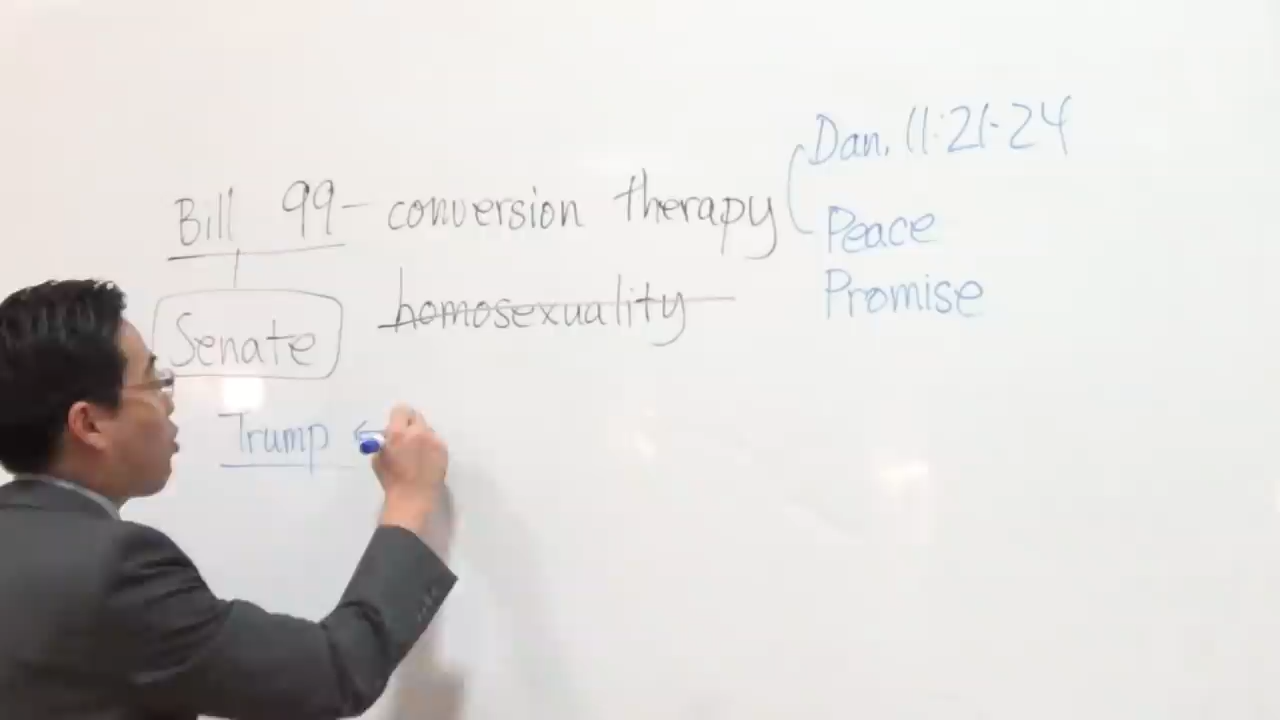 Bill 99 - conversion therapy
Senate
homosexuality
Trump
Dan. 11:21-24
Peace
Promise